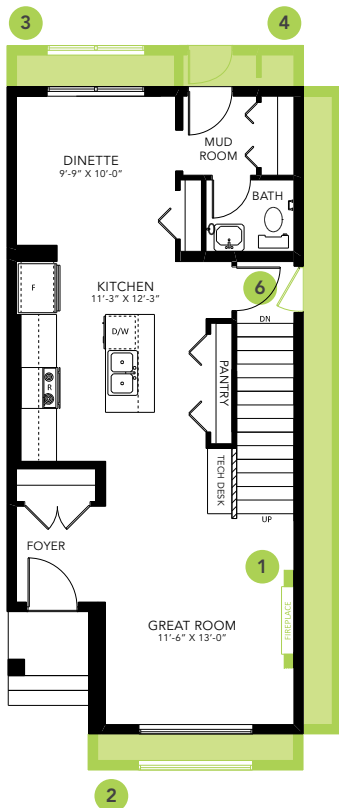 3
4
MUD
ROOM
DINETTE
9'-9" X 10'-0"
BATH
KITCHEN
11'-3" X 12'-3"
6
F
DN
D/W
R
PANTRY
TECH DESK
UP
FOYER
1
FIREPLACE
GREAT ROOM
11'-6" X 13'-0"
2